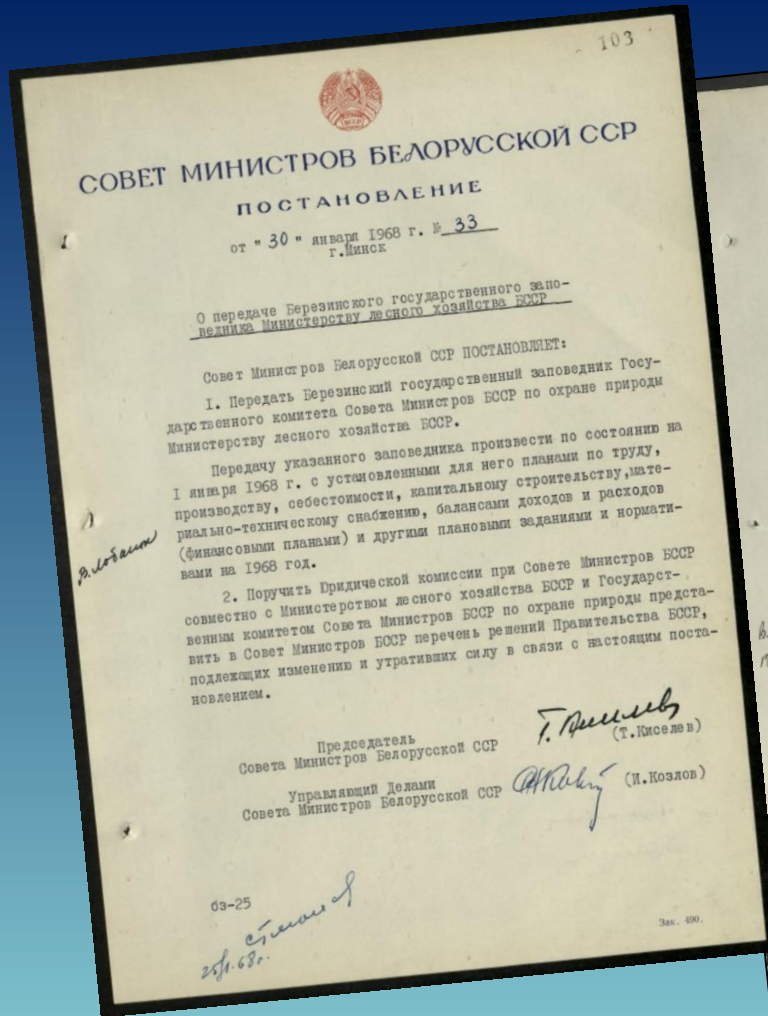 103
БССР
СОВЕТ МИНИСТРОВ БЕЛОРУССКОЙ ССР
ПОСТАНОВЛЕНИЕ
от "30" января 1968 г. № 33
г.Минск
О передаче Березинского государственного запо-
ведника Министерству лесного хозяйства БССР
Совет Министров Белорусской ССР ПОСТАНОВЛЯЕТ:
I. Передать Березинский государственный заповедник Госу-
дарственного комитета Совета Министров БССР по охране природы
Министерству лесного хозяйства БССР.
Передачу указанного заповедника произвести по состоянию на
I января 1968 г. с установленными для него планами по труду,
производству, себестоимости, капитальному строительству,мате-
риально-техническому снабжению, балансами доходов и расходов
(финансовыми планами) и другими плановыми заданиями и нормати-
вами на 1968 год.
В.Лобанок
2. Поручить Юридической комиссии при Совете Министров БССР
совместно с Министерством лесного хозяйства БССР и Государст-
венным комитетом Совета Министров БССР по охране природы предста-
вить в Совет Министров БССР перечень решений Правительства БССР,
подлежащих изменению и утративших силу в связи с настоящим поста-
новлением.
Председатель
Совета Министров Белорусской ССР
Т. Киселев
(Т.Киселев)
Управляющий Делами
Совета Министров Белорусской ССР
(И.Козлов)
бз-25
Зак. 490.